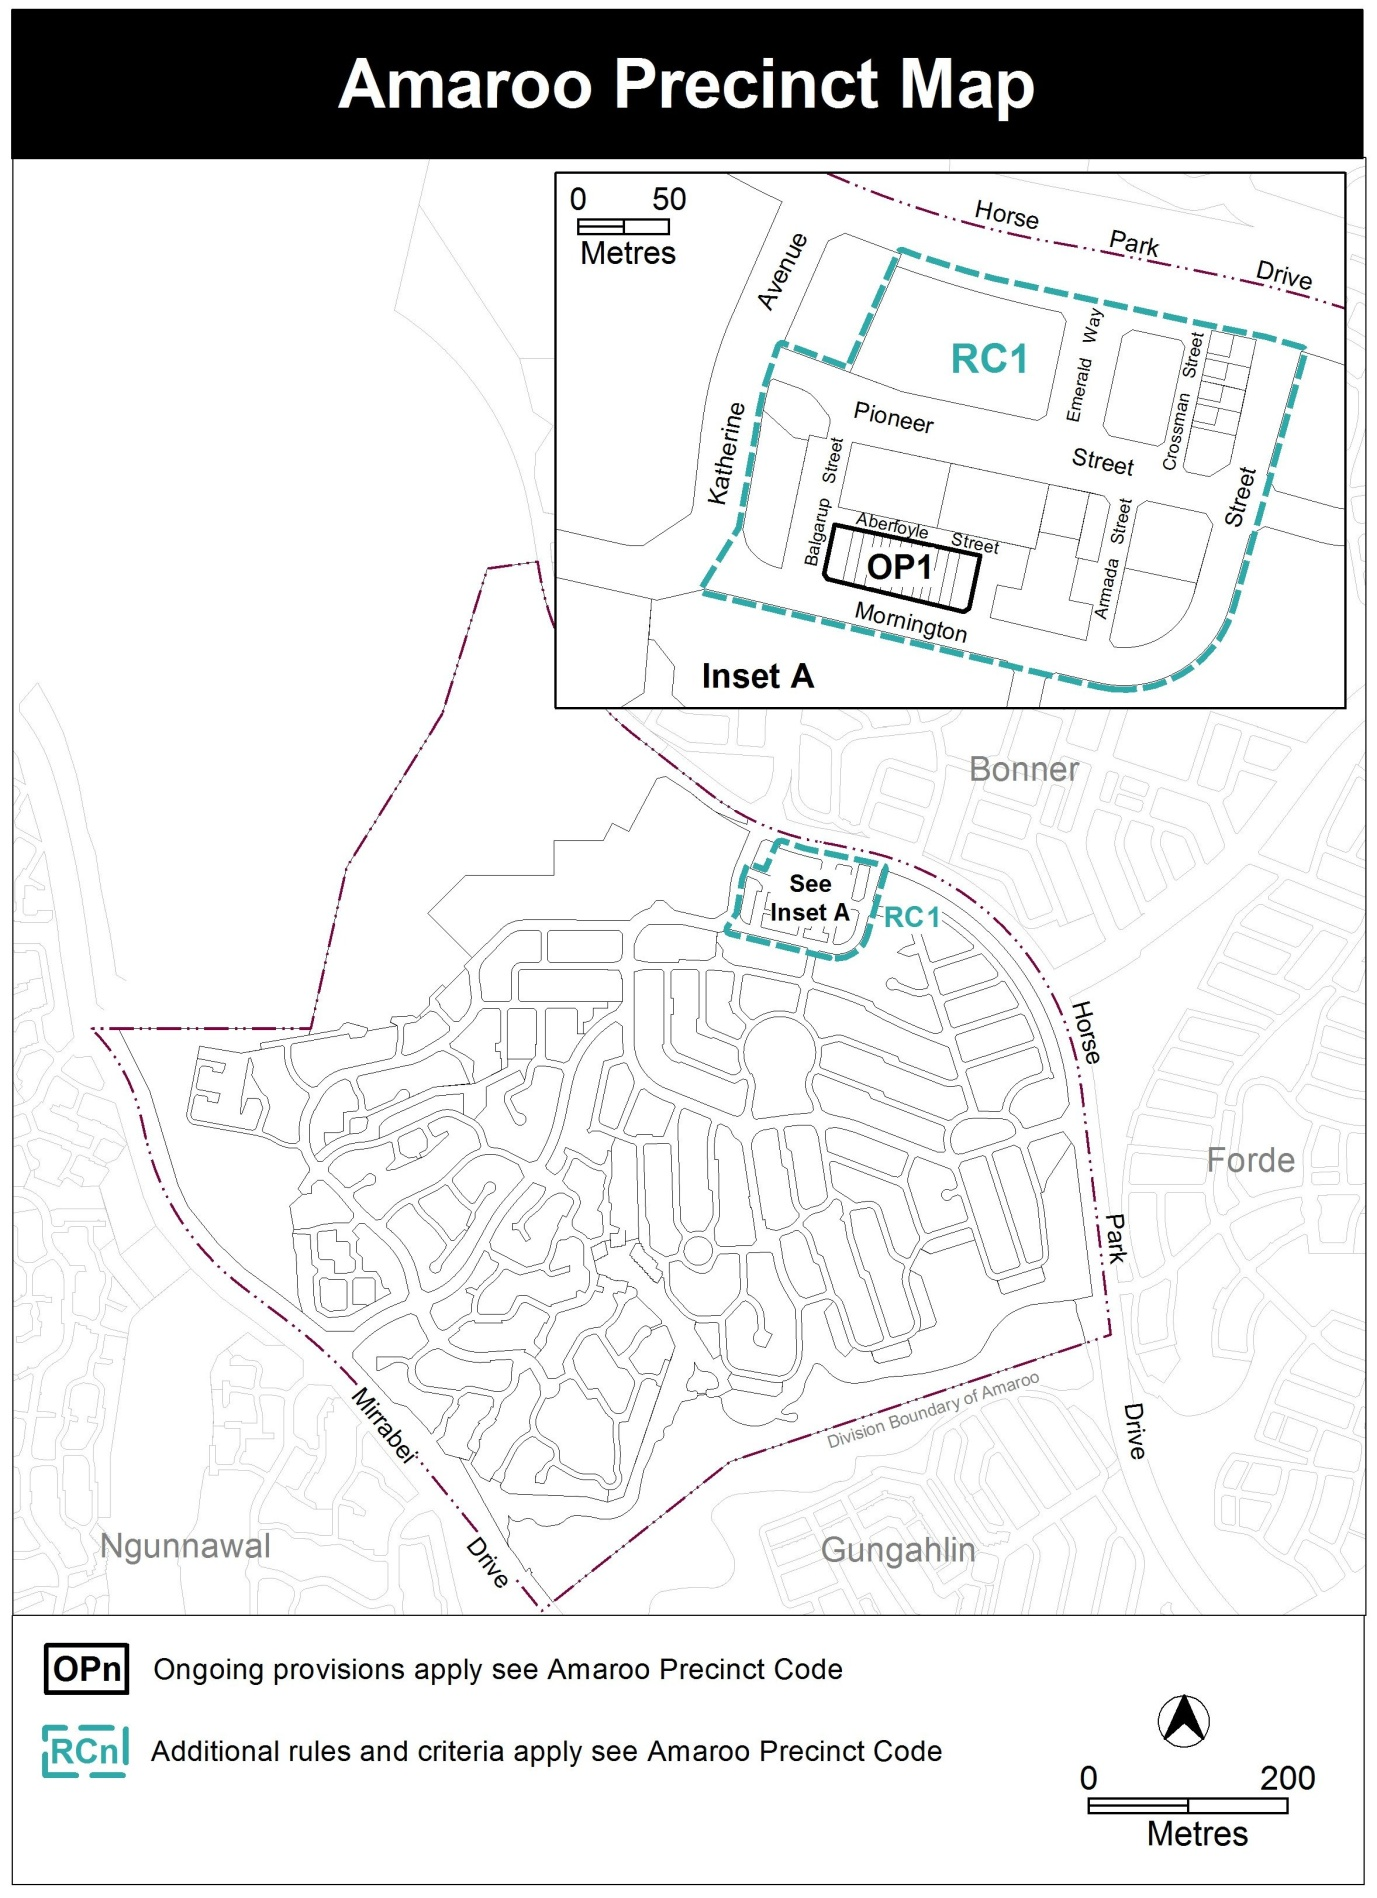 Amaroo Precinct Map
0 50
Metres
Horse Park Drive
Katherine Avenue
RC1
Emerald Way
Crossman Street
Pioneer Street
Balgarup Street
Aberfoyle Street
OP1
Armada Street
Mornington Street
Inset A
Bonner
See
Inset A
RC1
Horse Park Drive
Forde
Mirrabei Drive
Division Boundary of Amaroo
Ngunnawal
Gungahlin
OPn Ongoing provisions apply see Amaroo Precinct Code
RCn Additional rules and criteria apply see Amaroo Precinct Code
0 200
Metres